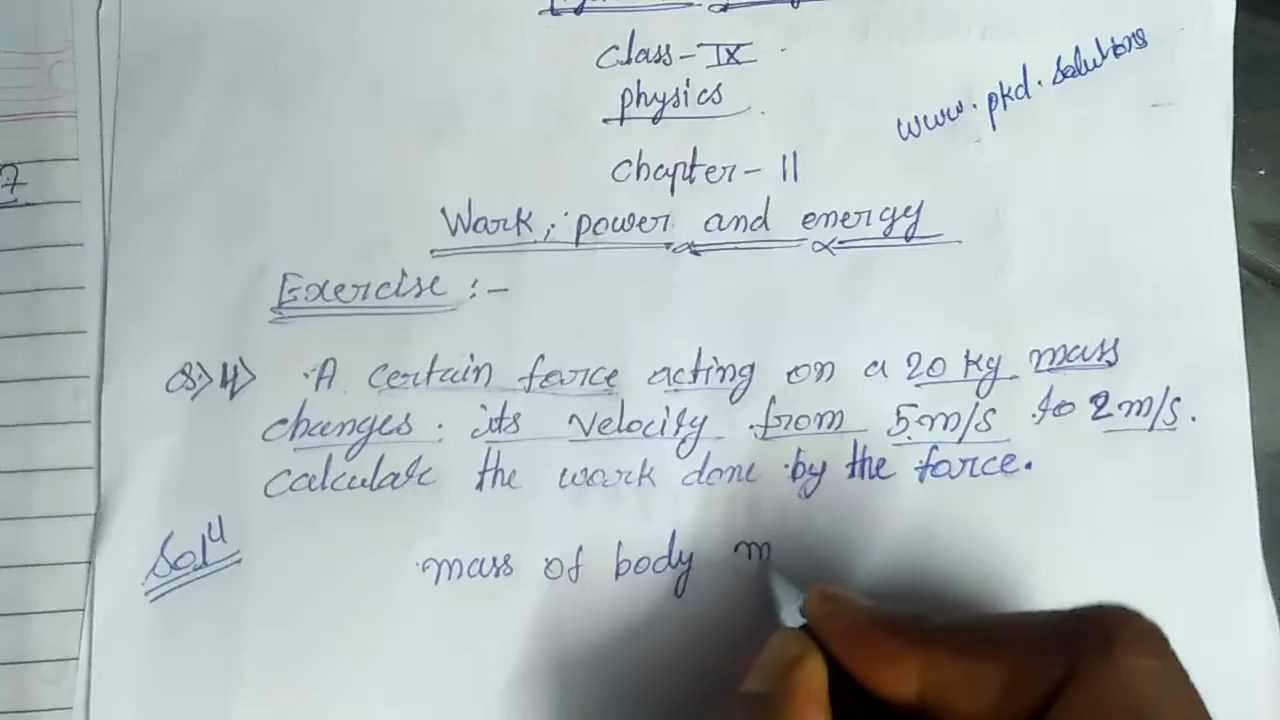 Class-IX
physics
www.pkd.solutions
chapter-11
Work, power and energy
Exercise :-
7
Q>4> A certain force acting on a 20 kg mass
changes its velocity from 5 m/s to 2 m/s.
calculate the work done by the force.
Sol4
mass of body m